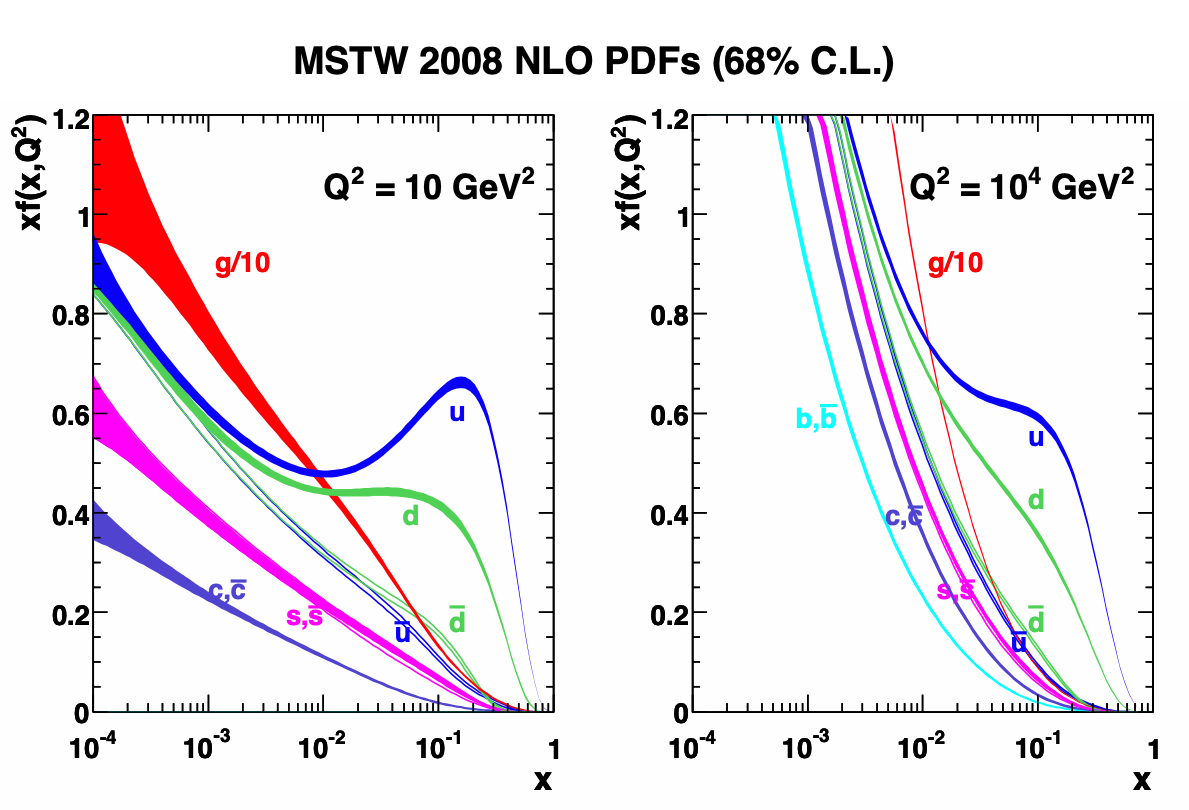 MSTW 2008 NLO PDFs (68% C.L.)
xf(x,Q²)
1.2
1
0.8
0.6
0.4
0.2
0
Q² = 10 GeV²
g/10
u
d
c,c̅
s,s̅
u̅
d̅
10⁻⁴
10⁻³
10⁻²
10⁻¹
1
x
xf(x,Q²)
1.2
1
0.8
0.6
0.4
0.2
0
Q² = 10⁴ GeV²
g/10
b,b̅
u
d
c,c̅
s,s̅
d̅
u̅
10⁻⁴
10⁻³
10⁻²
10⁻¹
1
x